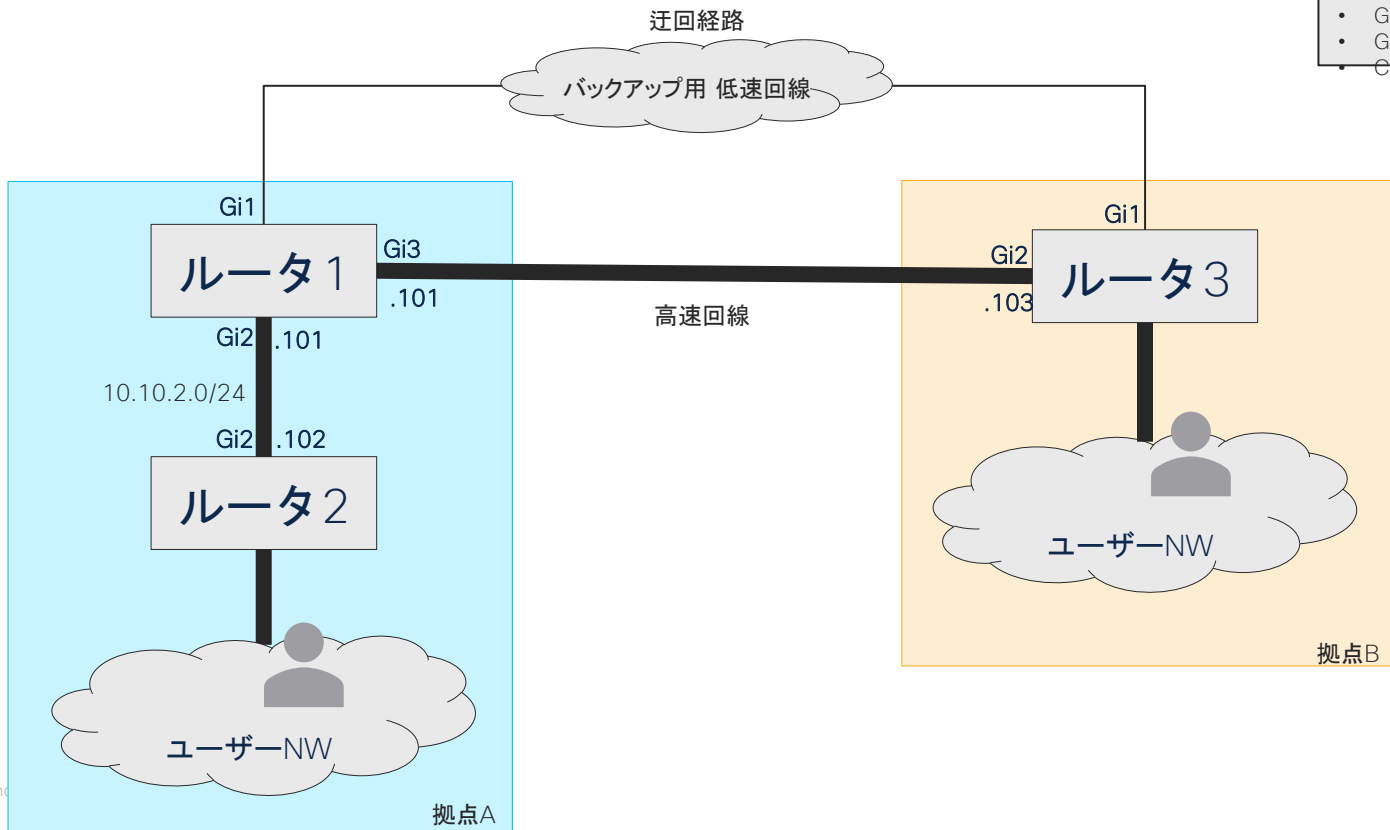 迂回経路
バックアップ用 低速回線
Gi1
ルータ1
Gi3
.101
高速回線
Gi1
Gi2
.103
ルータ3
Gi2
.101
10.10.2.0/24
Gi2
.102
ルータ2
ユーザーNW
拠点A
ユーザーNW
拠点B